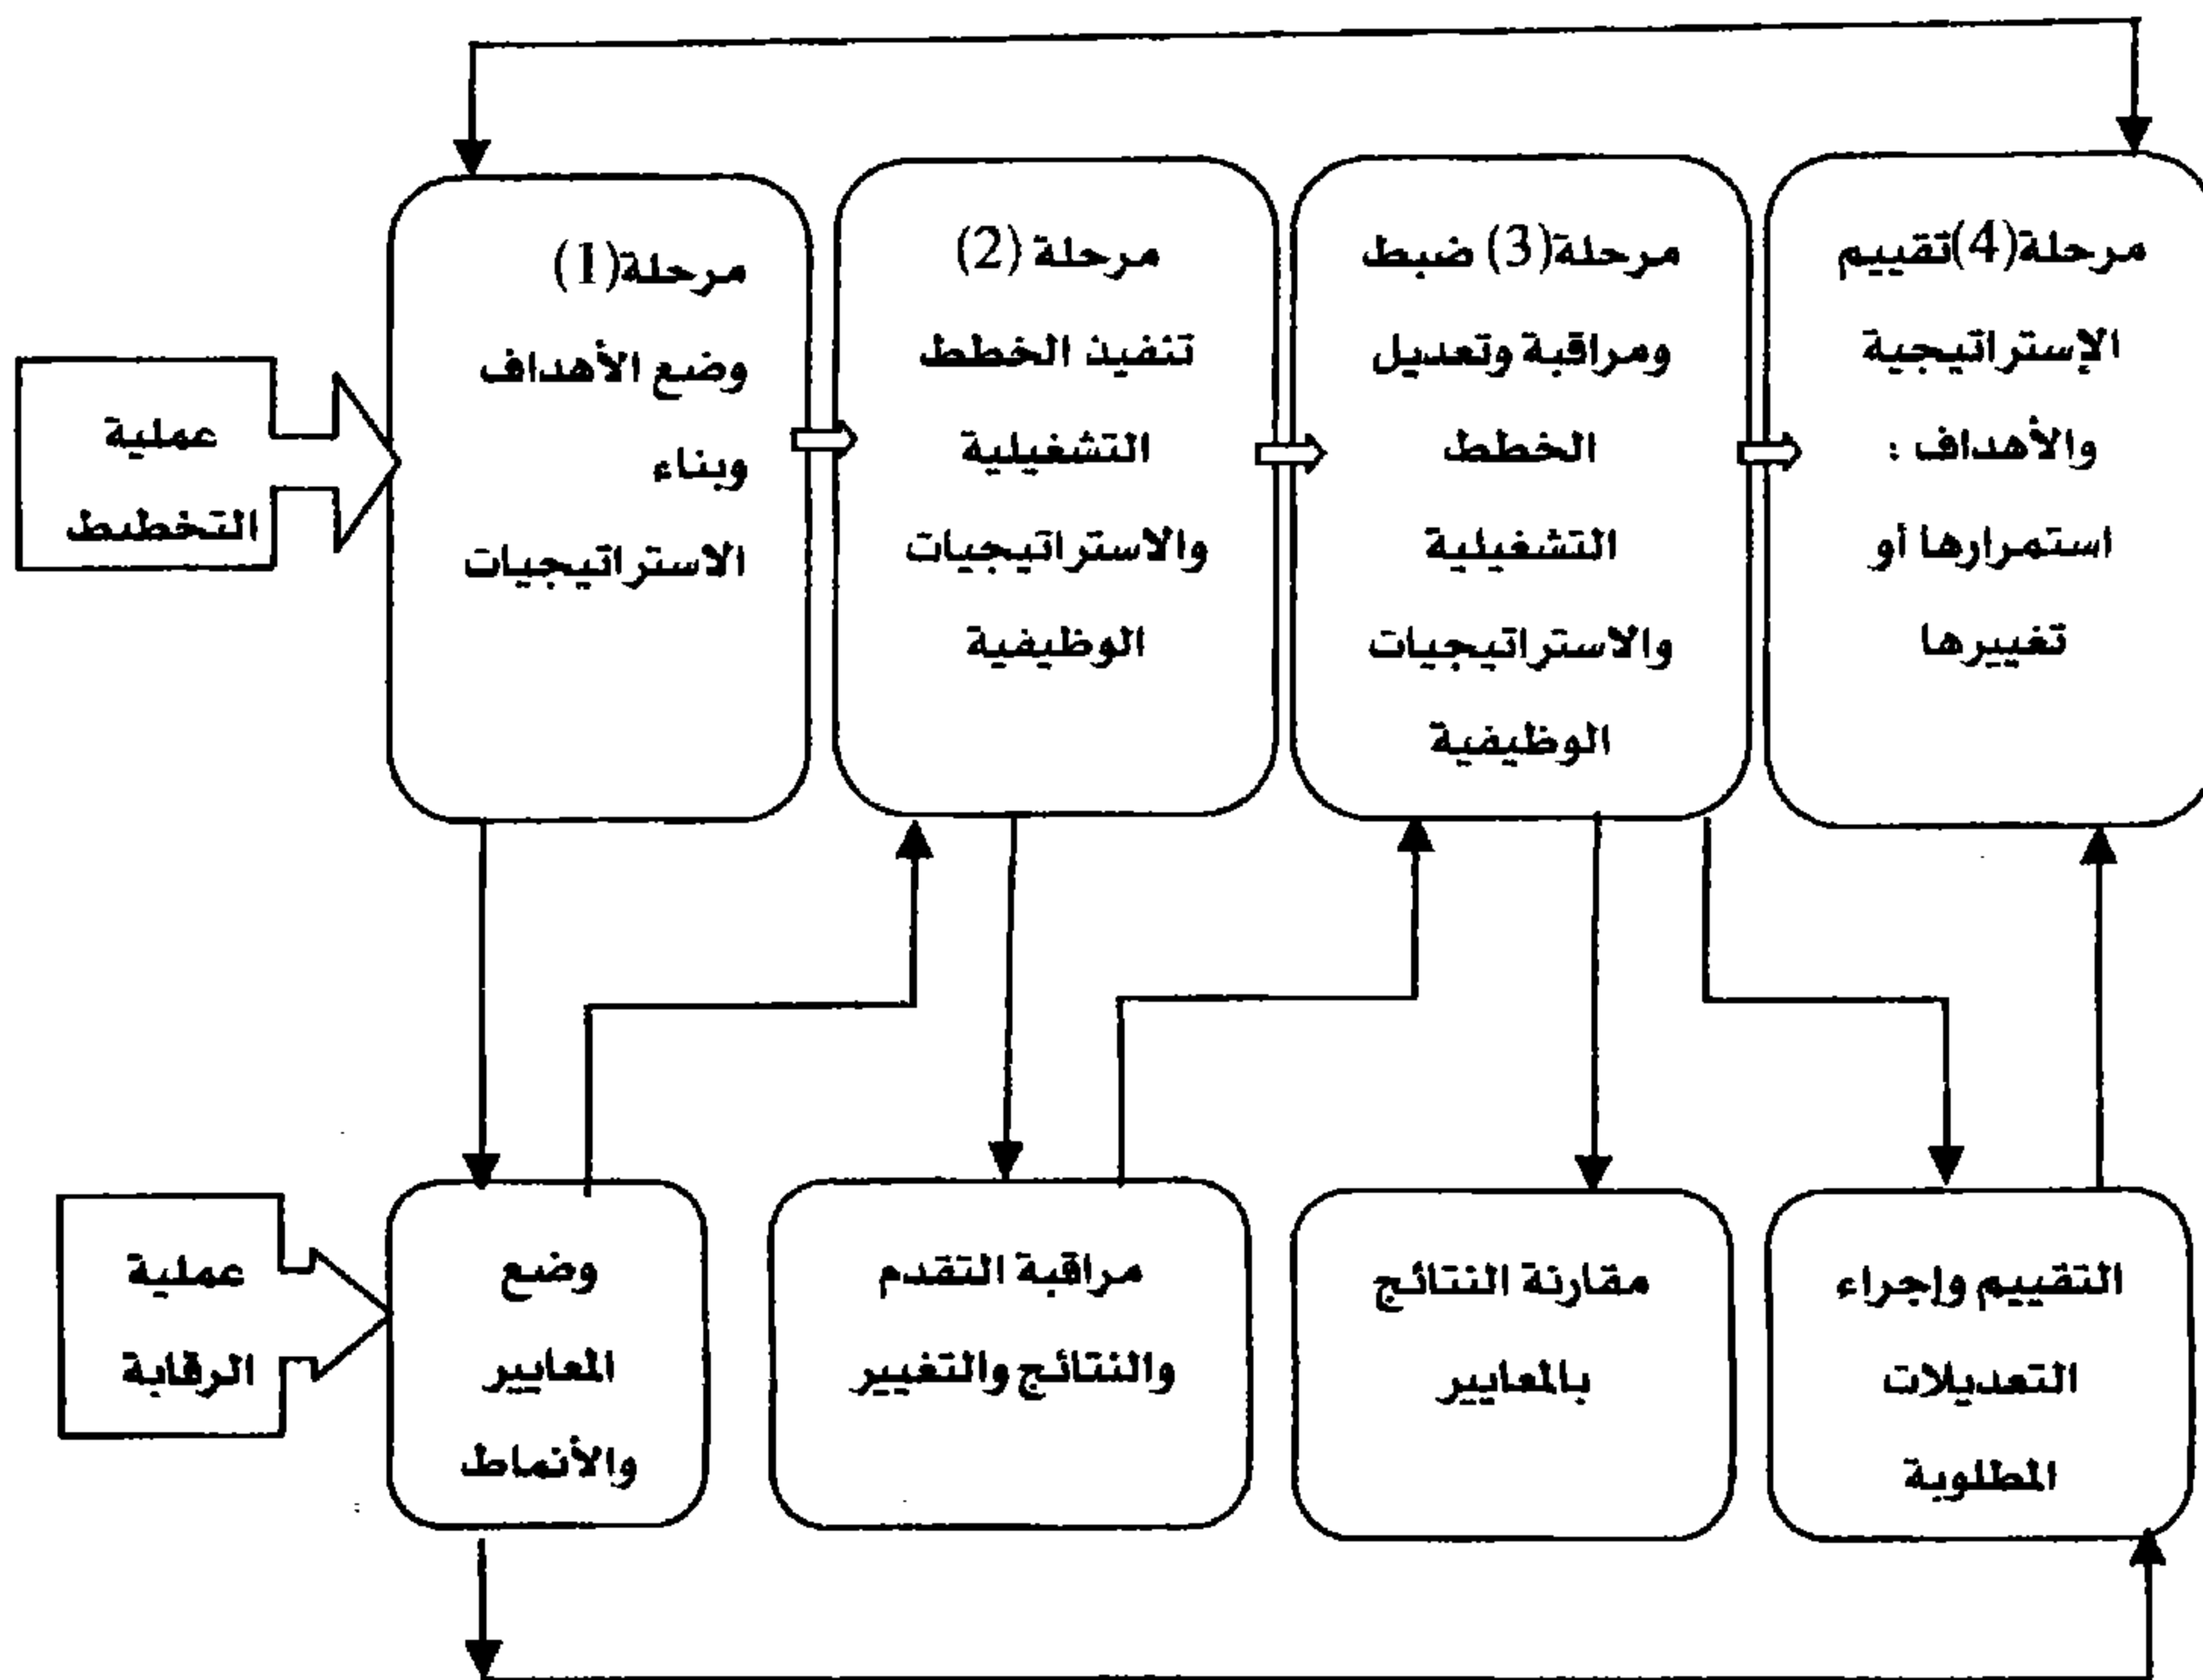 عملية
التخطيط
مرحلة(1)
وضع الأهداف
وبناء
الاستراتيجيات
مرحلة (2)
تنفيذ الخطط
التشغيلية
والاستراتيجيات
الوظيفية
مرحلة(3) ضبط
ومراقبة وتعديل
الخطط
التشغيلية
والاستراتيجيات
الوظيفية
مرحلة(4)تقييم
الإستراتيجية
والأهداف :
استمرارها أو
تغييرها
عملية
الرقابة
وضع
المعايير
والأنماط
مراقبة التقدم
والنتائج والتغيير
مقارنة النتائج
بالمعايير
التقييم وإجراء
التعديلات
المطلوبة